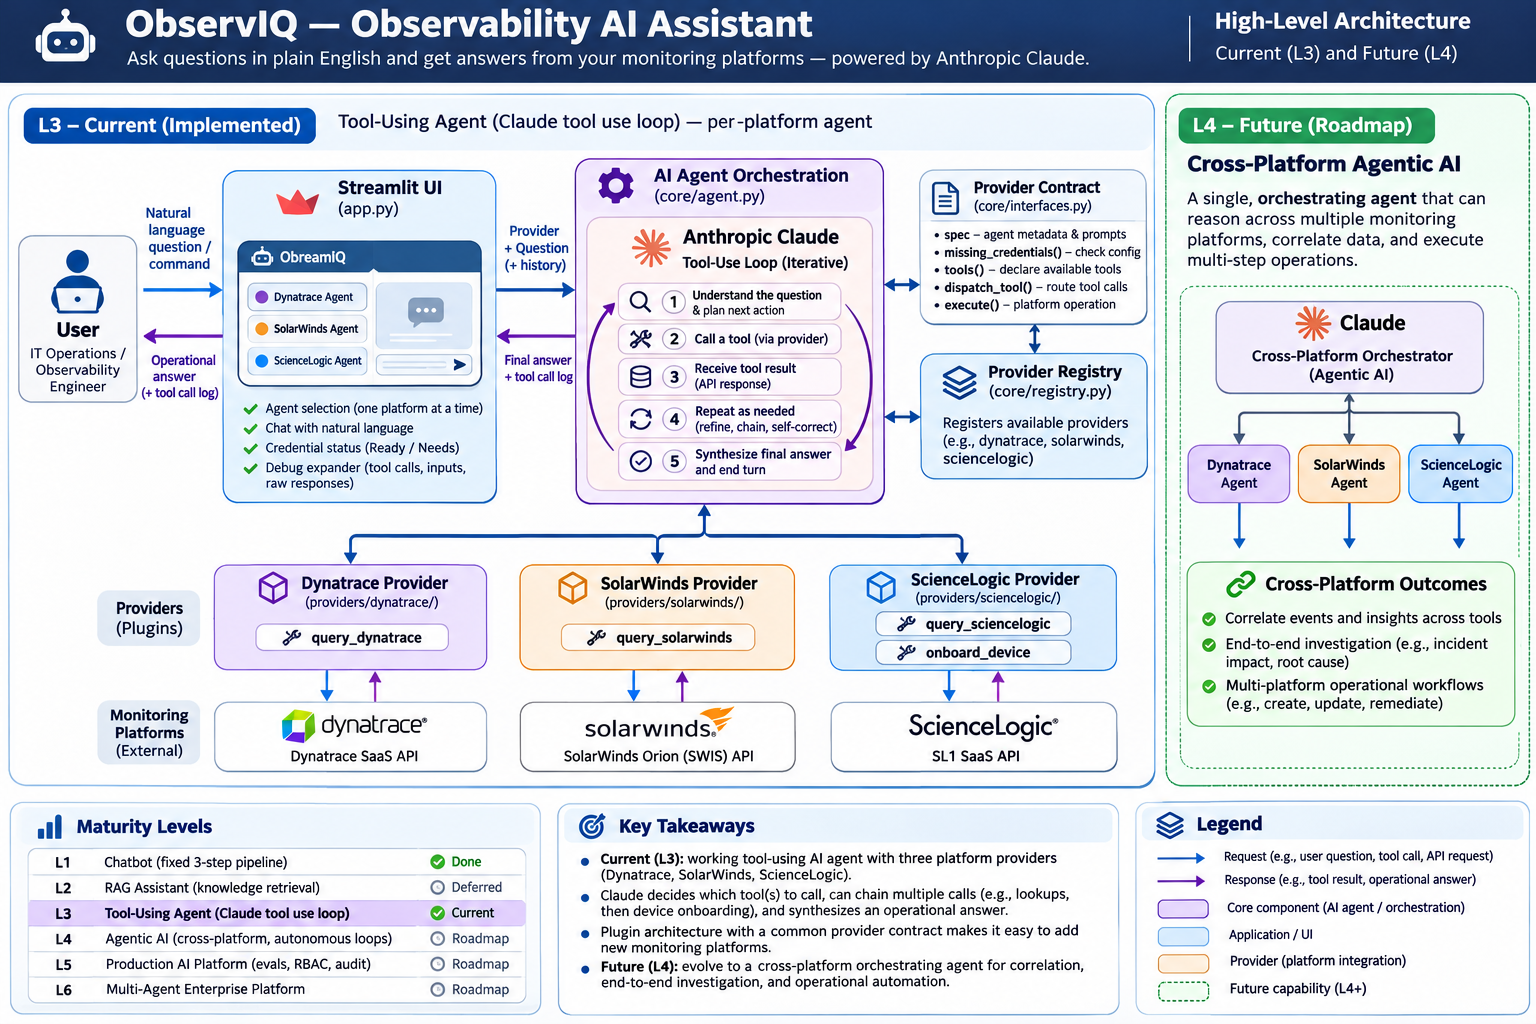 ObservIQ — Observability AI Assistant
Ask questions in plain English and get answers from your monitoring platforms — powered by Anthropic Claude.
High-Level Architecture
Current (L3) and Future (L4)
L3 – Current (Implemented)
Tool-Using Agent (Claude tool use loop) — per-platform agent
User
IT Operations /
Observability
Engineer
Natural
language
question /
command
Operational
answer
(+ tool call log)
Streamlit UI
(app.py)
ObreamIQ
Dynatrace Agent
SolarWinds Agent
ScienceLogic Agent
Agent selection (one platform at a time)
Chat with natural language
Credential status (Ready / Needs)
Debug expander (tool calls, inputs,
raw responses)
Provider
+ Question
(+ history)
Final answer
+ tool call log
AI Agent Orchestration
(core/agent.py)
Anthropic Claude
Tool-Use Loop (Iterative)
1 Understand the question
& plan next action
2 Call a tool (via provider)
3 Receive tool result
(API response)
4 Repeat as needed
(refine, chain, self-correct)
5 Synthesize final answer
and end turn
Provider Contract
(core/interfaces.py)
• spec – agent metadata & prompts
• missing_credentials() – check config
• tools() – declare available tools
• dispatch_tool() – route tool calls
• execute() – platform operation
Provider Registry
(core/registry.py)
Registers available providers
(e.g., dynatrace, solarwinds,
sciencelogic)
Providers
(Plugins)
Dynatrace Provider
(providers/dynatrace/)
query_dynatrace
SolarWinds Provider
(providers/solarwinds/)
query_solarwinds
ScienceLogic Provider
(providers/sciencelogic/)
query_sciencelogic
onboard_device
Monitoring
Platforms
(External)
dynatrace®
Dynatrace SaaS API
solarwinds®
SolarWinds Orion (SWIS) API
ScienceLogic®
SL1 SaaS API
L4 – Future (Roadmap)
Cross-Platform Agentic AI
A single, orchestrating agent that can
reason across multiple monitoring
platforms, correlate data, and execute
multi-step operations.
Claude
Cross-Platform Orchestrator
(Agentic AI)
Dynatrace
Agent
SolarWinds
Agent
ScienceLogic
Agent
Cross-Platform Outcomes
Correlate events and insights across tools
End-to-end investigation (e.g., incident
impact, root cause)
Multi-platform operational workflows
(e.g., create, update, remediate)
Maturity Levels
L1 Chatbot (fixed 3-step pipeline) Done
L2 RAG Assistant (knowledge retrieval) Deferred
L3 Tool-Using Agent (Claude tool use loop) Current
L4 Agentic AI (cross-platform, autonomous loops) Roadmap
L5 Production AI Platform (evals, RBAC, audit) Roadmap
L6 Multi-Agent Enterprise Platform Roadmap
Key Takeaways
• Current (L3): working tool-using AI agent with three platform providers
(Dynatrace, SolarWinds, ScienceLogic).
• Claude decides which tool(s) to call, can chain multiple calls (e.g., lookups,
then device onboarding), and synthesizes an operational answer.
• Plugin architecture with a common provider contract makes it easy to add
new monitoring platforms.
• Future (L4): evolve to a cross-platform orchestrating agent for correlation,
end-to-end investigation, and operational automation.
Legend
Request (e.g., user question, tool call, API request)
Response (e.g., tool result, operational answer)
Core component (AI agent / orchestration)
Application / UI
Provider (platform integration)
Future capability (L4+)